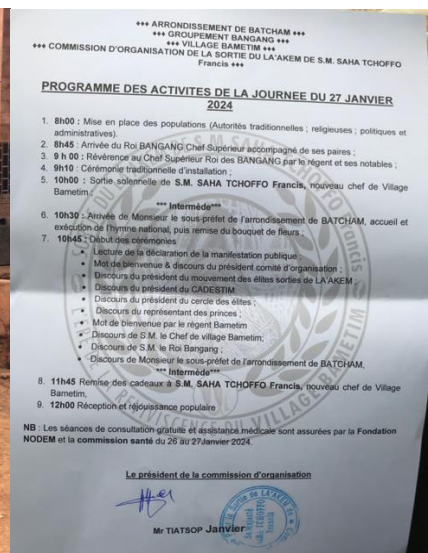 +++ ARRONDISSEMENT DE BATCHAM +++
+++ GROUPEMENT BANGANG +++
+++ VILLAGE BAMETIM +++
+++ COMMISSION D'ORGANISATION DE LA SORTIE DU LA'AKEM DE S.M. SAHA TCHOFFO
Francis +++
PROGRAMME DES ACTIVITES DE LA JOURNEE DU 27 JANVIER
2024
1. 8h00 : Mise en place des populations (Autorités traditionnelles ; religieuses ; politiques et
administratives).
2. 8h45 : Arrivée du Roi BANGANG Chef Supérieur accompagné de ses paires ;
3. 9 h 00 : Révérence au Chef Supérieur Roi des BANGANG par le régent et ses notables ;
4. 9h10 : Cérémonie traditionnelle d'installation ;
5. 10h00 : Sortie solennelle de S.M. SAHA TCHOFFO Francis, nouveau chef de Village
Bametim ;
*** Intermède***
6. 10h30 : Arrivée de Monsieur le sous-préfet de l'arrondissement de BATCHAM, accueil et
exécution de l'hymne national, puis remise du bouquet de fleurs ;
7. 10h45 : Début des cérémonies
• Lecture de la déclaration de la manifestation publique ;
• Mot de bienvenue & discours du président comité d'organisation ;
• Discours du président du mouvement des élites sorties de LA'AKEM ;
• Discours du président du CADESTIM ;
• Discours du président du cercle des élites ;
• Discours du représentant des princes ;
• Mot de bienvenue par le régent Bametim
• Discours de S.M. le Chef de village Bametim;
• Discours de S.M. le Roi Bangang ;
• Discours de Monsieur le sous-préfet de l'arrondissement de BATCHAM,
*** Intermède***
8. 11h45 Remise des cadeaux à S.M. SAHA TCHOFFO Francis, nouveau chef de Village
Bametim,
9. 12h00 Réception et réjouissance populaire
NB : Les séances de consultation gratuite et assistance médicale sont assurées par la Fondation
NODEM et la commission santé du 26 au 27Janvier 2024.
Le président de la commission d'organisation
Mr TIATSOP Janvier